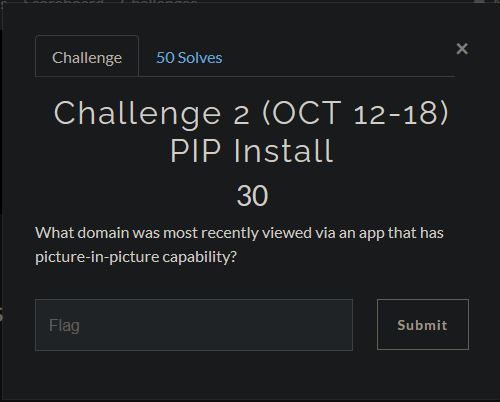 Challenge
50 Solves
×
Challenge 2 (OCT 12-18)
PIP Install
30
What domain was most recently viewed via an app that has
picture-in-picture capability?
Flag
Submit